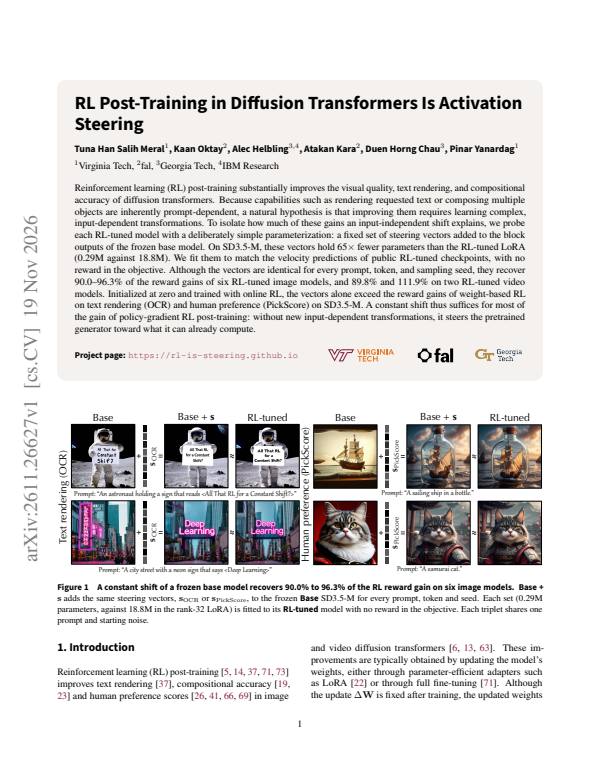 arXiv:2611.26627v1 [cs.CV] 19 Nov 2026
RL Post-Training in Diffusion Transformers Is Activation
Steering
Tuna Han Salih Meral¹, Kaan Oktay², Alec Helbling³,⁴, Atakan Kara², Duen Horng Chau³, Pinar Yanardag¹
¹Virginia Tech, ²fal, ³Georgia Tech, ⁴IBM Research
Reinforcement learning (RL) post-training substantially improves the visual quality, text rendering, and compositional
accuracy of diffusion transformers. Because capabilities such as rendering requested text or composing multiple
objects are inherently prompt-dependent, a natural hypothesis is that improving them requires learning complex,
input-dependent transformations. To isolate how much of these gains an input-independent shift explains, we probe
each RL-tuned model with a deliberately simple parameterization: a fixed set of steering vectors added to the block
outputs of the frozen base model. On SD3.5-M, these vectors hold 65× fewer parameters than the RL-tuned LoRA
(0.29M against 18.8M). We fit them to match the velocity predictions of public RL-tuned checkpoints, with
no reward in the objective. Although the vectors are identical for every prompt, token, and sampling seed, they recover
90.0–96.3% of the reward gains of six RL-tuned image models, and 89.8% and 111.9% on two RL-tuned video
models. Initialized at zero and trained with online RL, the vectors alone exceed the reward gains of weight-based RL
on text rendering (OCR) and human preference (PickScore) on SD3.5-M. A constant shift thus suffices for most of
the gain of policy-gradient RL post-training: without new input-dependent transformations, it steers the pretrained
generator toward what it can already compute.
Project page: https://rl-is-steering.github.io
VT VIRGINIA TECH
fal
GT Georgia Tech
Base Base + s RL-tuned Base Base + s RL-tuned
Text rendering (OCR)
Human preference (PickScore)
All That RL for a Constant Shift?
+ s_OCR =
≈
All That RL for a Constant Shift?
+ s_PickScore =
≈
Prompt: "An astronaut holding a sign that reads <All That RL for a Constant Shift?>"
Prompt: "A sailing ship in a bottle."
+ s_OCR =
Deep Learning
≈
Deep Learning
+ s_PickScore =
≈
Prompt: "A city street with a neon sign that says <Deep Learning>"
Prompt: "A samurai cat."
Figure 1 A constant shift of a frozen base model recovers 90.0% to 96.3% of the RL reward gain on six image models. Base +
s adds the same steering vectors, s_OCR or s_PickScore, to the frozen Base SD3.5-M for every prompt, token and seed. Each set (0.29M
parameters, against 18.8M in the rank-32 LoRA) is fitted to its RL-tuned model with no reward in the objective. Each triplet shares one
prompt and starting noise.
1. Introduction
Reinforcement learning (RL) post-training [5, 14, 37, 71, 73]
improves text rendering [37], compositional accuracy [19,
23] and human preference scores [26, 41, 66, 69] in image
and video diffusion transformers [6, 13, 63]. These im-
provements are typically obtained by updating the model's
weights, either through parameter-efficient adapters such
as LoRA [22] or through full fine-tuning [71]. Although
the update ΔW is fixed after training, the updated weights
1